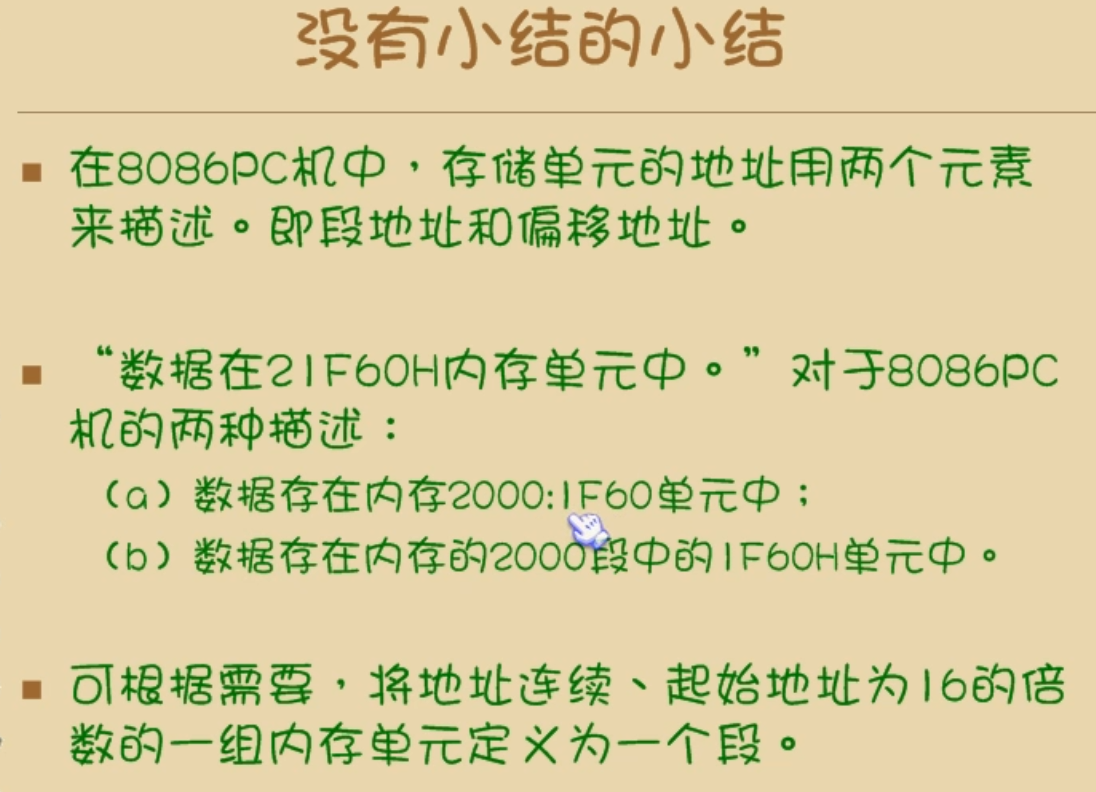 没有小结的小结
在8086PC机中，存储单元的地址用两个元素
来描述。即段地址和偏移地址。
“数据在21F60H内存单元中。”对于8086PC
机的两种描述：
（a）数据存在内存2000:1F60单元中；
（b）数据存在内存的2000段中的1F60H单元中。
可根据需要，将地址连续、起始地址为16的倍
数的一组内存单元定义为一个段。